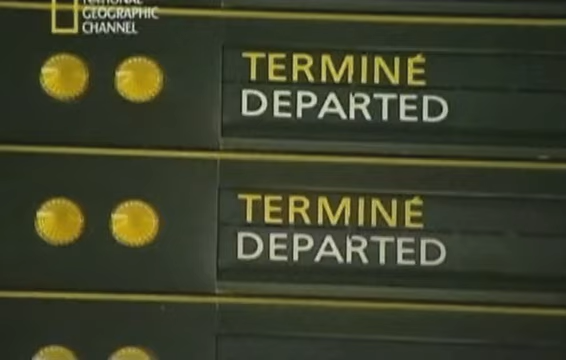 NATIONAL
GEOGRAPHIC
CHANNEL
TERMINÉ
DEPARTED
TERMINÉ
DEPARTED